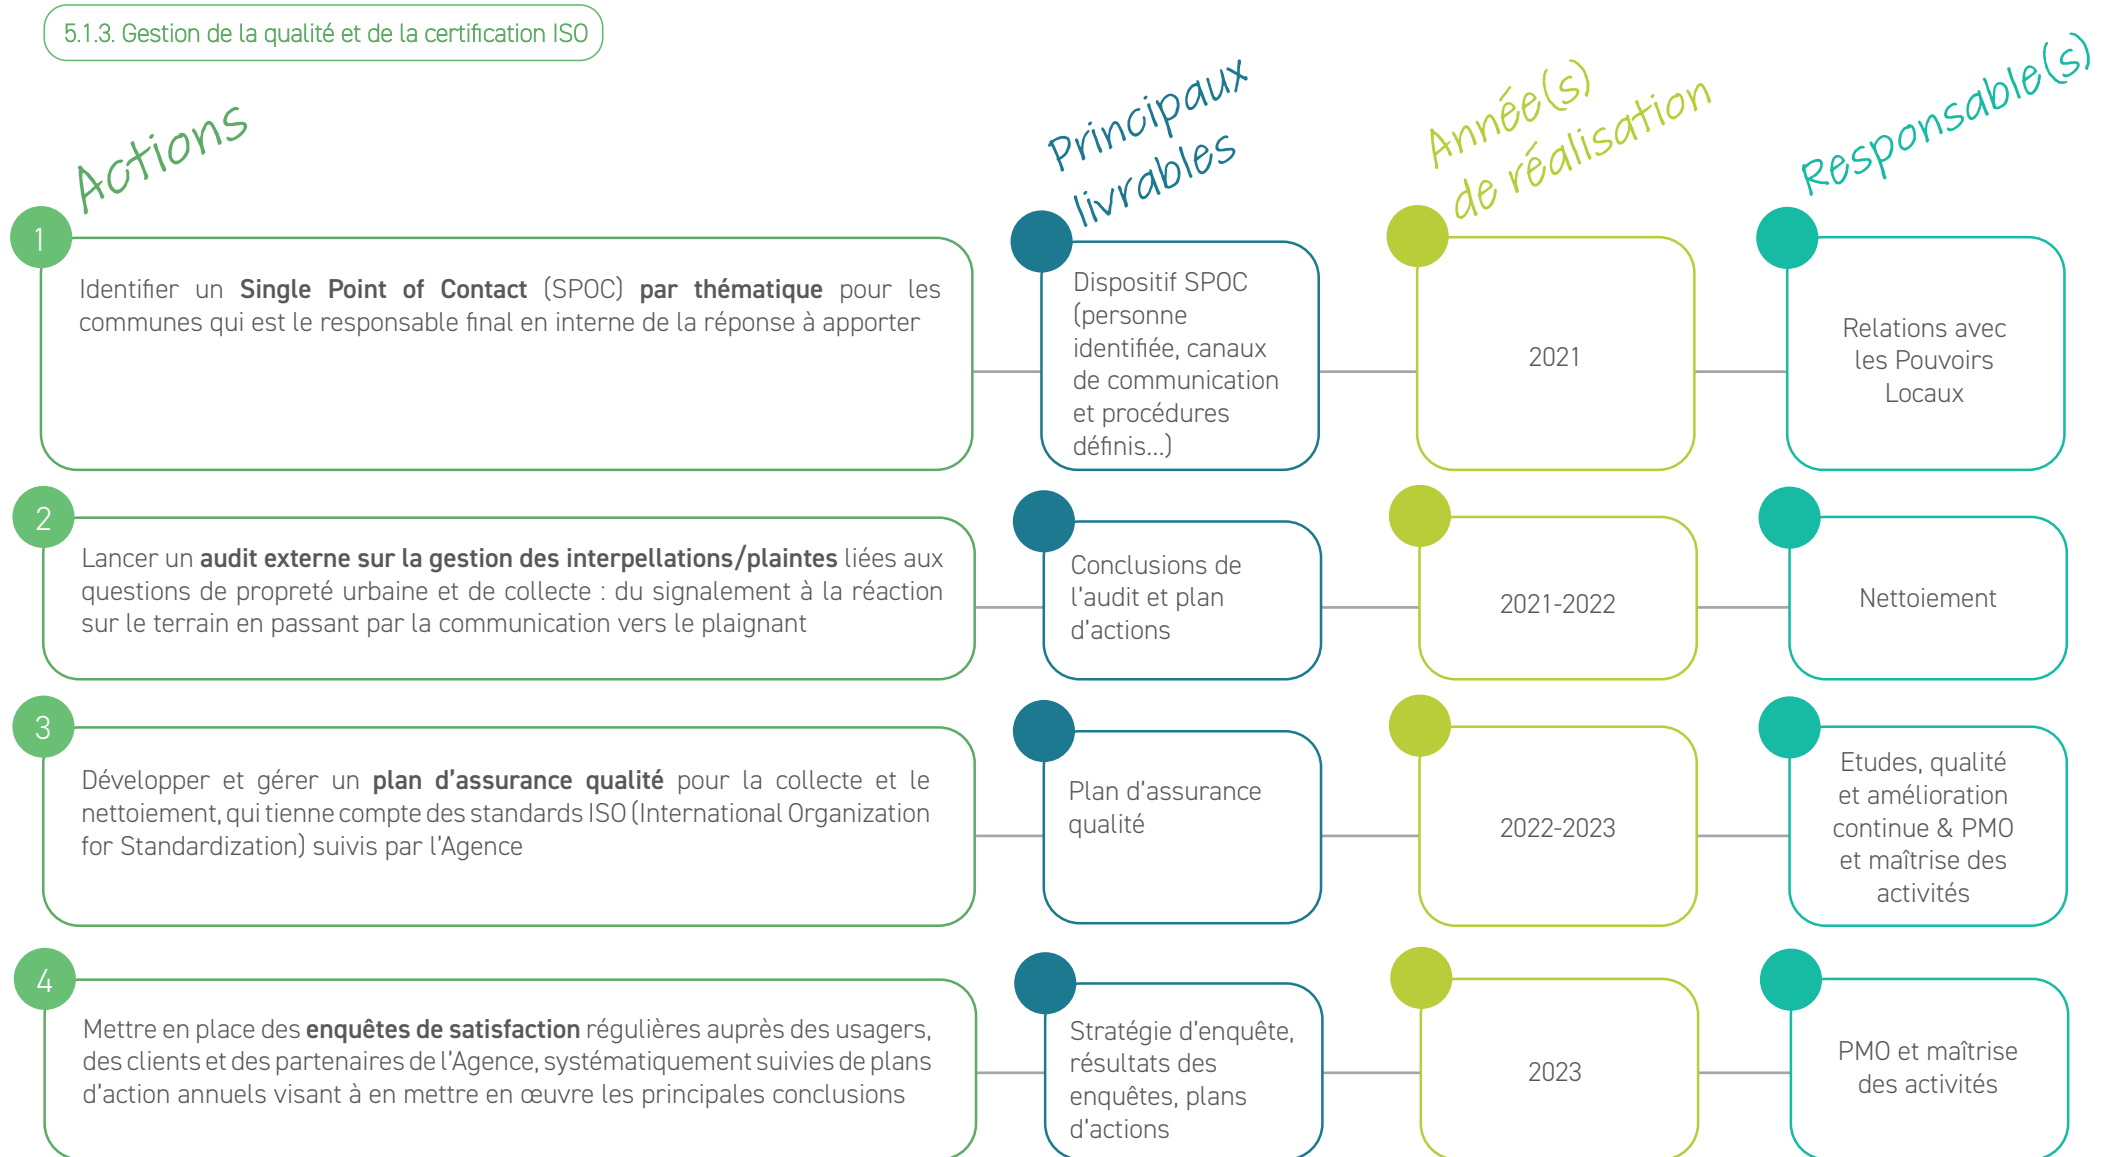 5.1.3. Gestion de la qualité et de la certification ISO
Actions
Principaux
livrables
Année(s)
de réalisation
Responsable(s)
1
Identifier un Single Point of Contact (SPOC) par thématique pour les
communes qui est le responsable final en interne de la réponse à apporter
Dispositif SPOC
(personne
identifiée, canaux
de communication
et procédures
définis...)
2021
Relations avec
les Pouvoirs
Locaux
2
Lancer un audit externe sur la gestion des interpellations/plaintes liées aux
questions de propreté urbaine et de collecte : du signalement à la réaction
sur le terrain en passant par la communication vers le plaignant
Conclusions de
l'audit et plan
d'actions
2021-2022
Nettoiement
3
Développer et gérer un plan d'assurance qualité pour la collecte et le
nettoiement, qui tienne compte des standards ISO (International Organization
for Standardization) suivis par l'Agence
Plan d'assurance
qualité
2022-2023
Etudes, qualité
et amélioration
continue & PMO
et maîtrise des
activités
4
Mettre en place des enquêtes de satisfaction régulières auprès des usagers,
des clients et des partenaires de l'Agence, systématiquement suivies de plans
d'action annuels visant à en mettre en œuvre les principales conclusions
Stratégie d'enquête,
résultats des
enquêtes, plans
d'actions
2023
PMO et maîtrise
des activités